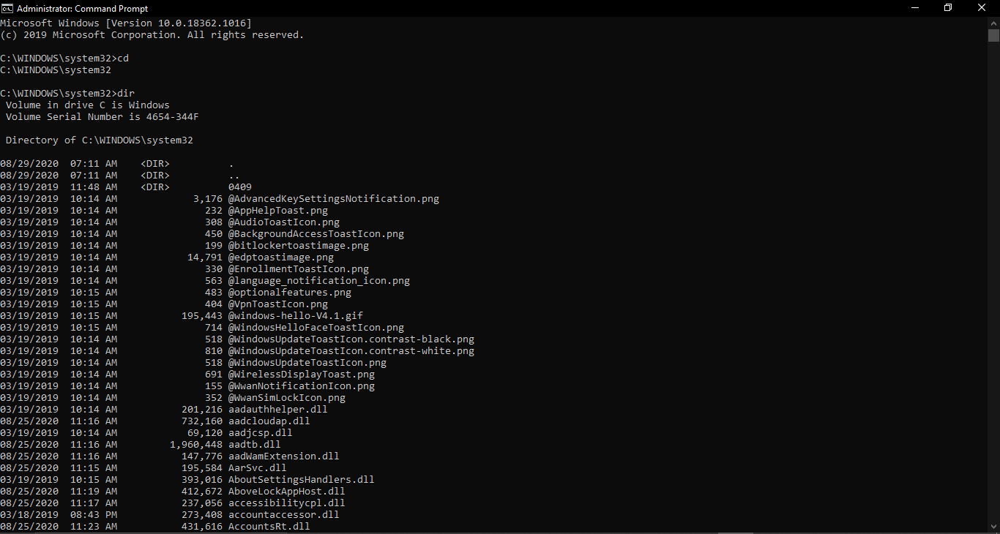 Administrator: Command Prompt
Microsoft Windows [Version 10.0.18362.1016]
(c) 2019 Microsoft Corporation. All rights reserved.
C:\WINDOWS\system32>cd
C:\WINDOWS\system32
C:\WINDOWS\system32>dir
Volume in drive C is Windows
Volume Serial Number is 4654-344F
Directory of C:\WINDOWS\system32
08/29/2020  07:11 AM    <DIR>          .
08/29/2020  07:11 AM    <DIR>          ..
03/19/2019  11:48 AM    <DIR>          0409
03/19/2019  10:14 AM             3,176 @AdvancedKeySettingsNotification.png
03/19/2019  10:14 AM               232 @AppHelpToast.png
03/19/2019  10:14 AM               308 @AudioToastIcon.png
03/19/2019  10:14 AM               450 @BackgroundAccessToastIcon.png
03/19/2019  10:14 AM               199 @bitlockertoastimage.png
03/19/2019  10:14 AM            14,791 @edptoastimage.png
03/19/2019  10:14 AM               330 @EnrollmentToastIcon.png
03/19/2019  10:14 AM               563 @language_notification_icon.png
03/19/2019  10:15 AM               483 @optionalfeatures.png
03/19/2019  10:15 AM               404 @VpnToastIcon.png
03/19/2019  10:15 AM           195,443 @windows-hello-V4.1.gif
03/19/2019  10:15 AM               714 @WindowsHelloFaceToastIcon.png
03/19/2019  10:14 AM               518 @WindowsUpdateToastIcon.contrast-black.png
03/19/2019  10:14 AM               810 @WindowsUpdateToastIcon.contrast-white.png
03/19/2019  10:14 AM               518 @WindowsUpdateToastIcon.png
03/19/2019  10:14 AM               691 @WirelessDisplayToast.png
03/19/2019  10:14 AM               155 @WwanNotificationIcon.png
03/19/2019  10:14 AM               352 @WwanSimLockIcon.png
03/19/2019  10:14 AM           201,216 aadauthhelper.dll
08/25/2020  11:16 AM           732,160 aadcloudap.dll
03/19/2019  10:14 AM            69,120 aadjcsp.dll
08/25/2020  11:16 AM         1,960,448 aadtb.dll
08/25/2020  11:16 AM           147,776 aadWamExtension.dll
08/25/2020  11:15 AM           195,584 AarSvc.dll
03/19/2019  10:15 AM           393,016 AboutSettingsHandlers.dll
08/25/2020  11:19 AM           412,672 AboveLockAppHost.dll
08/25/2020  11:17 AM           237,056 accessibilitycpl.dll
03/18/2019  08:43 PM           273,408 accountaccessor.dll
08/25/2020  11:23 AM           431,616 AccountsRt.dll